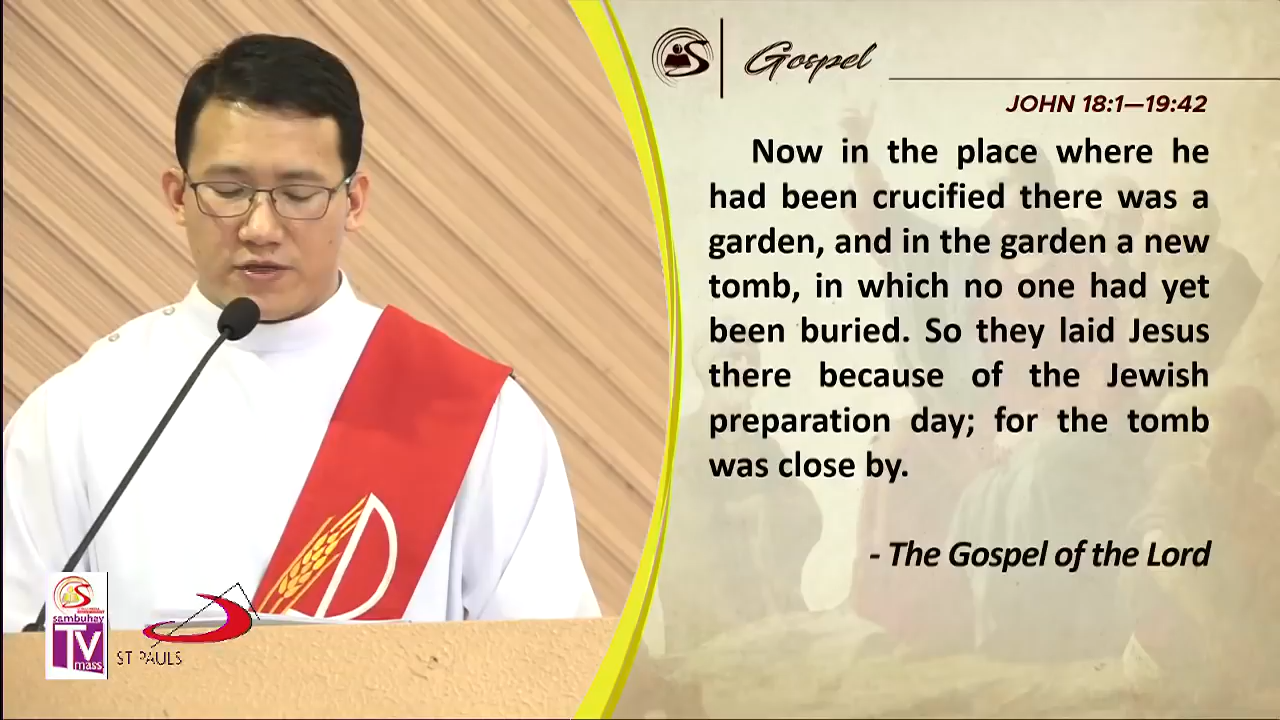 Gospel
JOHN 18:1—19:42
Now in the place where he
had been crucified there was a
garden, and in the garden a new
tomb, in which no one had yet
been buried. So they laid Jesus
there because of the Jewish
preparation day; for the tomb
was close by.
- The Gospel of the Lord
sambuhay
TV
mass
ST PAULS